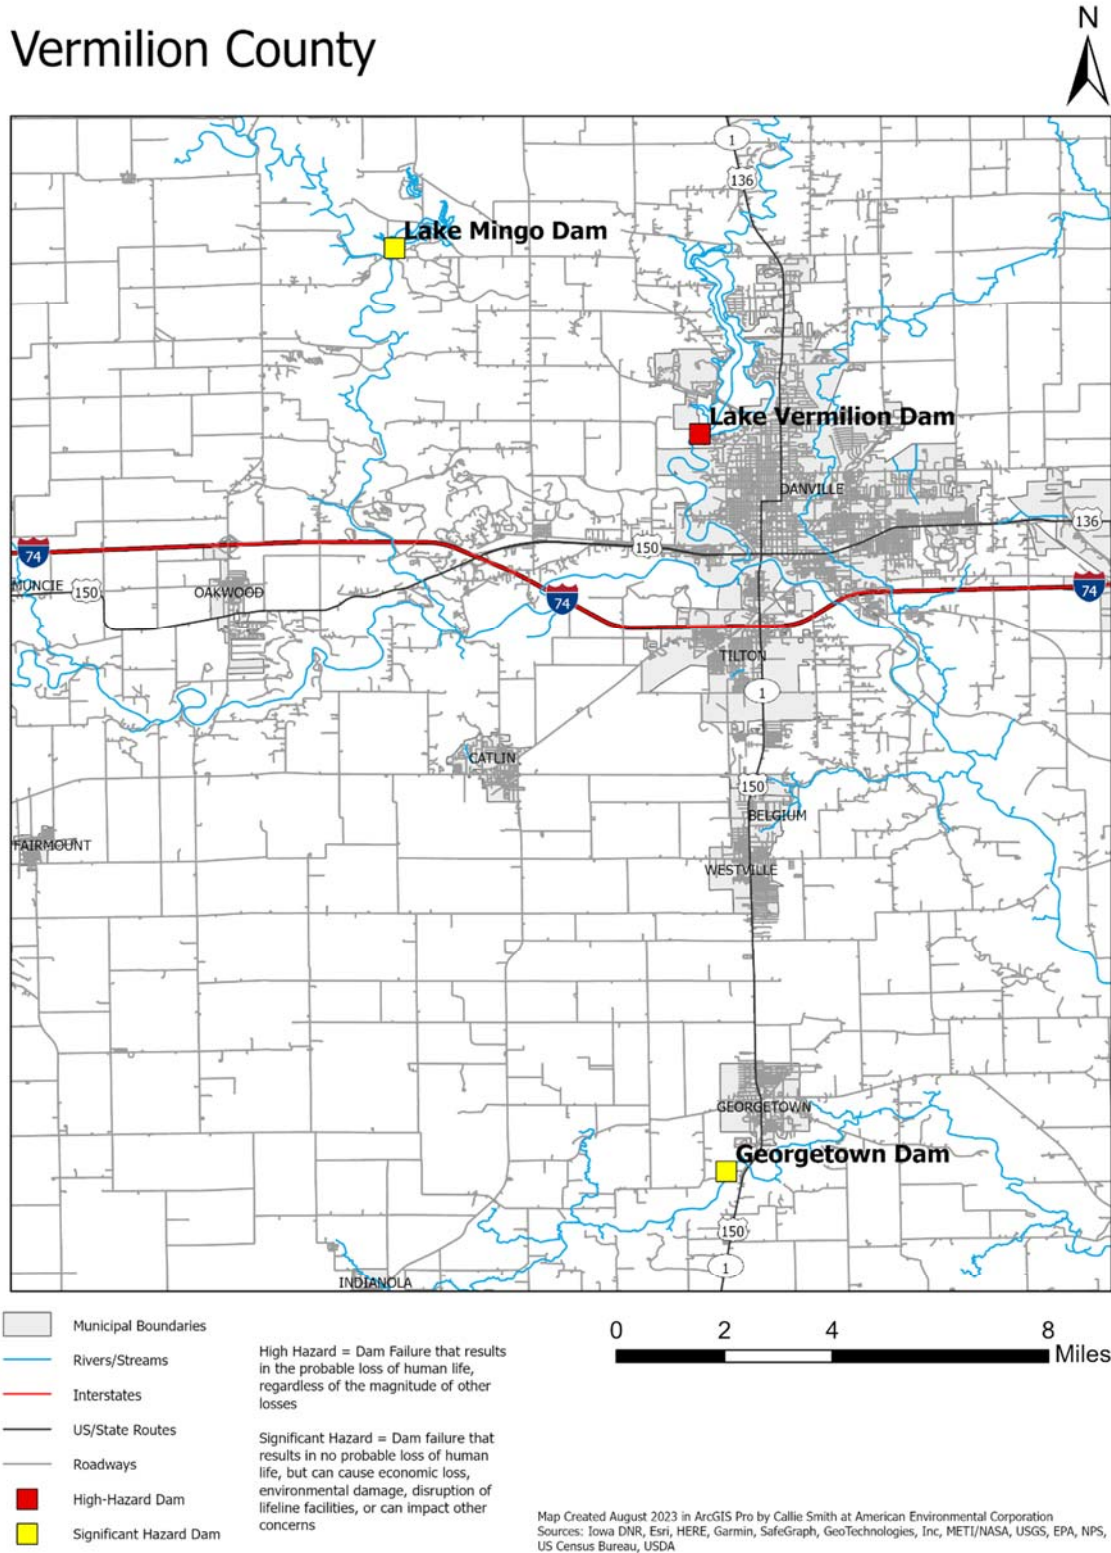 Vermilion County
N
1
136
Lake Mingo Dam
Lake Vermilion Dam
DANVILLE
136
74
150
MUNCIE
150
OAKWOOD
74
74
TILTON
1
CATLIN
150
BELGIUM
FAIRMOUNT
WESTVILLE
GEORGETOWN
Georgetown Dam
150
1
INDIANOLA
Municipal Boundaries
Rivers/Streams
Interstates
US/State Routes
Roadways
High-Hazard Dam
Significant Hazard Dam
High Hazard = Dam Failure that results
in the probable loss of human life,
regardless of the magnitude of other
losses
Significant Hazard = Dam failure that
results in no probable loss of human
life, but can cause economic loss,
environmental damage, disruption of
lifeline facilities, or can impact other
concerns
0 2 4 8
Miles
Map Created August 2023 in ArcGIS Pro by Callie Smith at American Environmental Corporation
Sources: Iowa DNR, Esri, HERE, Garmin, SafeGraph, GeoTechnologies, Inc, METI/NASA, USGS, EPA, NPS,
US Census Bureau, USDA